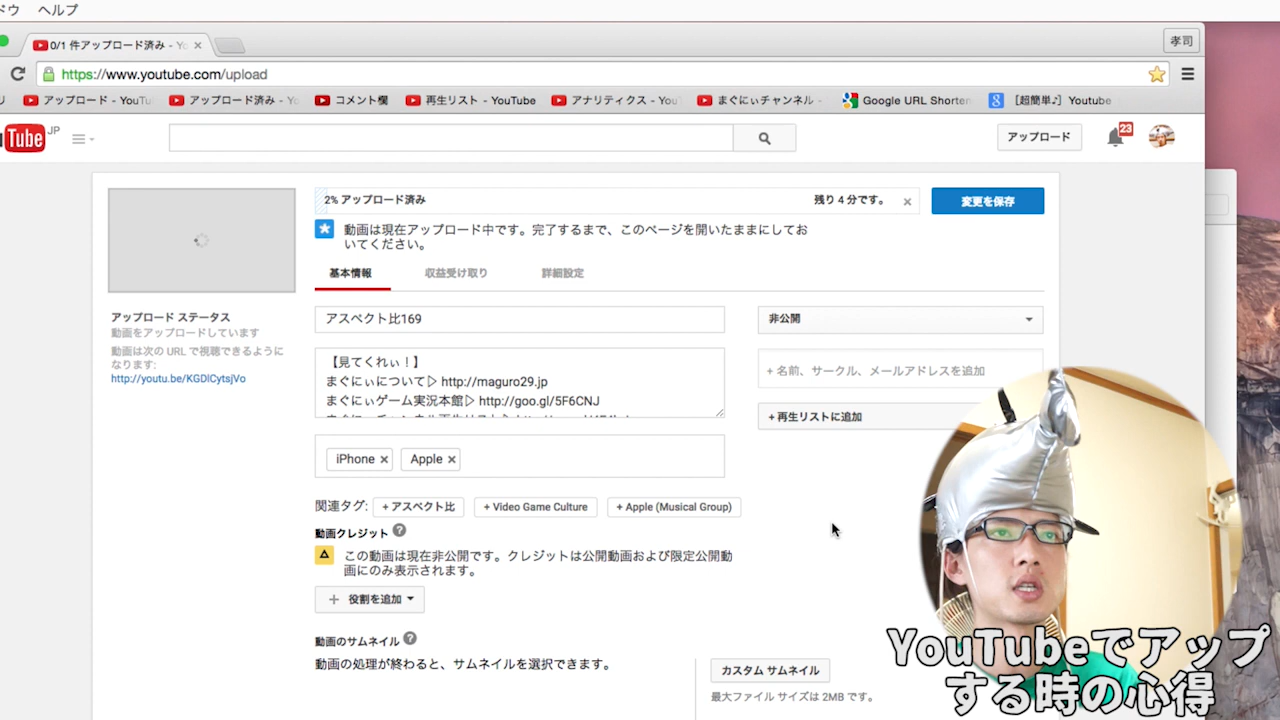 ヘルプ
0/1 件アップロード済み - Yo
孝司
https://www.youtube.com/upload
アップロード - YouTu
アップロード済み - Yo
コメント欄
再生リスト - YouTube
アナリティクス - You
まぐにぃチャンネル -
Google URL Shorten
[超簡単♪] Youtube
Tube JP
アップロード
23
2% アップロード済み
残り 4 分です。
変更を保存
動画は現在アップロード中です。完了するまで、このページを開いたままにしてお
いてください。
基本情報
収益受け取り
詳細設定
アップロード ステータス
動画をアップロードしています
動画は次の URL で視聴できるように
なります:
http://youtu.be/KGDlCytsjVo
アスペクト比169
非公開
【見てくれぃ！】
まぐにぃについて▷ http://maguro29.jp
まぐにぃゲーム実況本館▷ http://goo.gl/5F6CNJ
+ 名前、サークル、メールアドレスを追加
+ 再生リストに追加
iPhone
Apple
関連タグ:
+ アスペクト比
+ Video Game Culture
+ Apple (Musical Group)
動画クレジット
この動画は現在非公開です。クレジットは公開動画および限定公開動
画にのみ表示されます。
+ 役割を追加
動画のサムネイル
動画の処理が終わると、サムネイルを選択できます。
カスタム サムネイル
最大ファイル サイズは 2MB です。
YouTubeでアップ
する時の心得